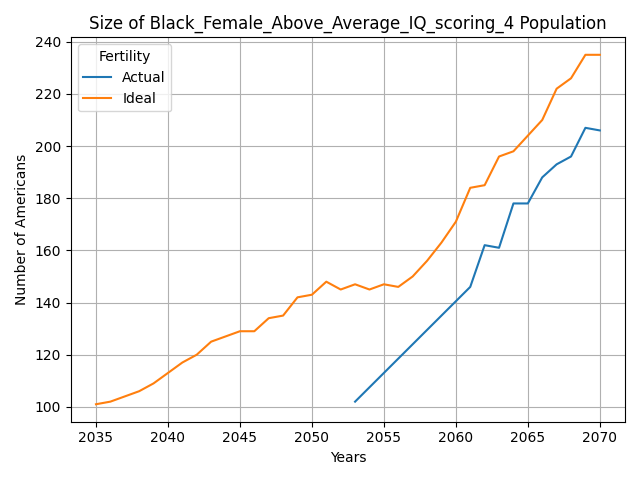 Size of Black_Female_Above_Average_IQ_scoring_4 Population
Fertility
Actual
Ideal
Number of Americans
240
220
200
180
160
140
120
100
2035 2040 2045 2050 2055 2060 2065 2070
Years